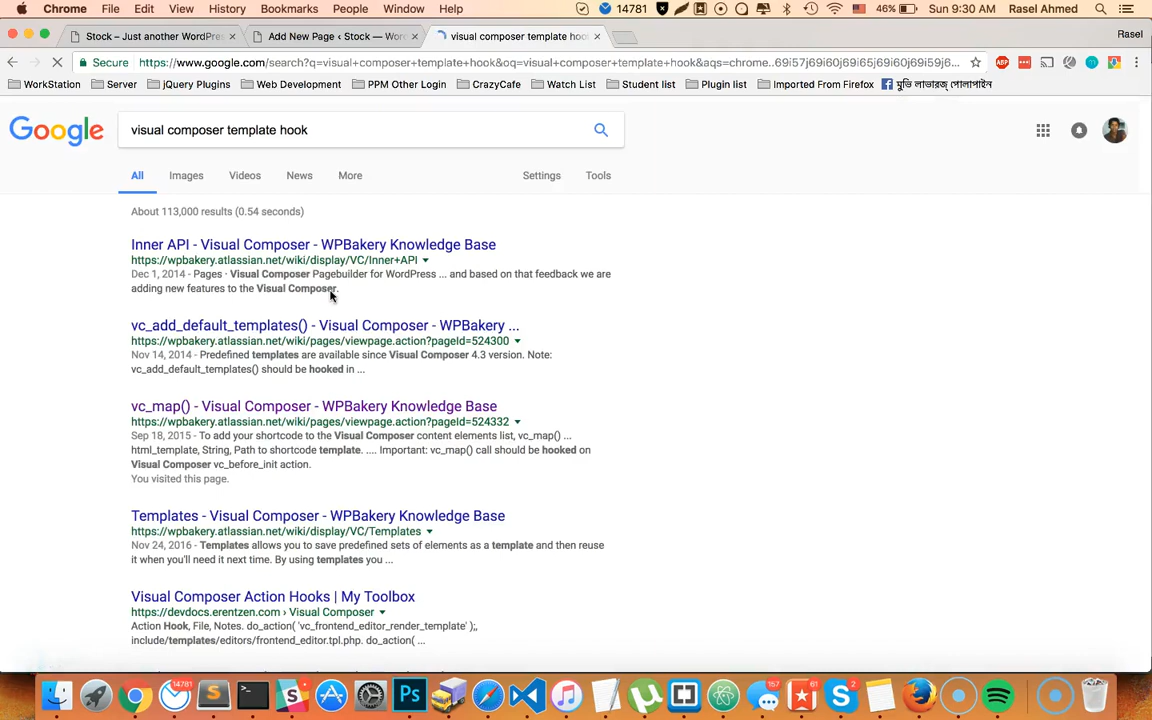 Chrome File Edit View History Bookmarks People Window Help 14781 46% Sun 9:30 AM Rasel Ahmed
Stock – Just another WordPre × Add New Page ‹ Stock — Wor × visual composer template hoo × Rasel
Secure https://www.google.com/search?q=visual+composer+template+hook&oq=visual+composer+template+hook&aqs=chrome..69i57j69i60j69i65j69i60j69i59j6...
WorkStation Server jQuery Plugins Web Development PPM Other Login CrazyCafe Watch List Student list Plugin list Imported From Firefox মুভি লাভারজ় পোলাপাইন
Google visual composer template hook
All Images Videos News More Settings Tools
About 113,000 results (0.54 seconds)
Inner API - Visual Composer - WPBakery Knowledge Base
https://wpbakery.atlassian.net/wiki/display/VC/Inner+API
Dec 1, 2014 - Pages · Visual Composer Pagebuilder for WordPress ... and based on that feedback we are
adding new features to the Visual Composer.
vc_add_default_templates() - Visual Composer - WPBakery ...
https://wpbakery.atlassian.net/wiki/pages/viewpage.action?pageId=524300
Nov 14, 2014 - Predefined templates are available since Visual Composer 4.3 version. Note:
vc_add_default_templates() should be hooked in ...
vc_map() - Visual Composer - WPBakery Knowledge Base
https://wpbakery.atlassian.net/wiki/pages/viewpage.action?pageId=524332
Sep 18, 2015 - To add your shortcode to the Visual Composer content elements list, vc_map() ...
html_template, String, Path to shortcode template. .... Important: vc_map() call should be hooked on
Visual Composer vc_before_init action.
You visited this page.
Templates - Visual Composer - WPBakery Knowledge Base
https://wpbakery.atlassian.net/wiki/display/VC/Templates
Nov 24, 2016 - Templates allows you to save predefined sets of elements as a template and then reuse
it when you'll need it next time. By using templates you ...
Visual Composer Action Hooks | My Toolbox
https://devdocs.erentzen.com › Visual Composer
Action Hook, File, Notes. do_action( 'vc_frontend_editor_render_template' );,
include/templates/editors/frontend_editor.tpl.php. do_action( ...
14781 Ps 157 61 2